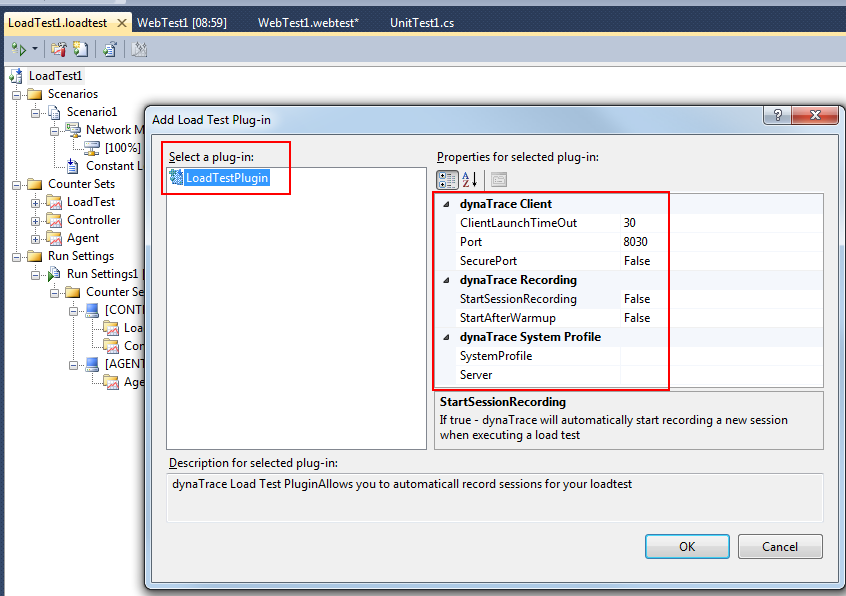 LoadTest1.loadtest WebTest1 [08:59] WebTest1.webtest* UnitTest1.cs
LoadTest1
Scenarios
Scenario1
Network M
[100%]
Constant L
Counter Sets
LoadTest
Controller
Agent
Run Settings
Run Settings1 [
Counter Se
[CONT
Loa
Con
[AGENT
Age
Add Load Test Plug-in
Select a plug-in:
LoadTestPlugin
Properties for selected plug-in:
dynaTrace Client
ClientLaunchTimeOut 30
Port 8030
SecurePort False
dynaTrace Recording
StartSessionRecording False
StartAfterWarmup False
dynaTrace System Profile
SystemProfile
Server
StartSessionRecording
If true - dynaTrace will automatically start recording a new session
when executing a load test
Description for selected plug-in:
dynaTrace Load Test PluginAllows you to automaticall record sessions for your loadtest
OK Cancel